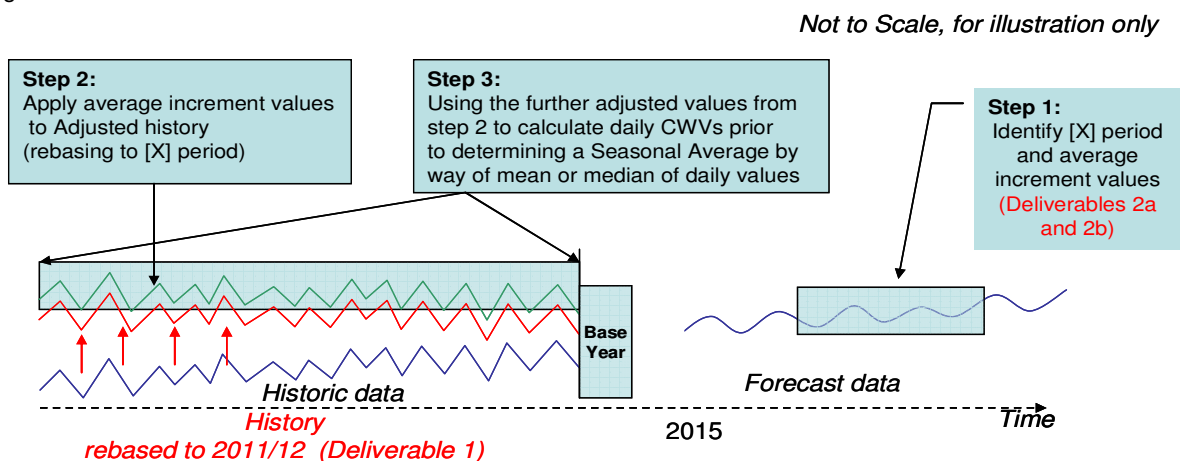 Not to Scale, for illustration only
Step 2:
Apply average increment values
to Adjusted history
(rebasing to [X] period)
Step 3:
Using the further adjusted values from
step 2 to calculate daily CWVs prior
to determining a Seasonal Average by
way of mean or median of daily values
Step 1:
Identify [X] period
and average
increment values
(Deliverables 2a
and 2b)
Base
Year
Historic data
Forecast data
History
rebased to 2011/12 (Deliverable 1)
2015
Time